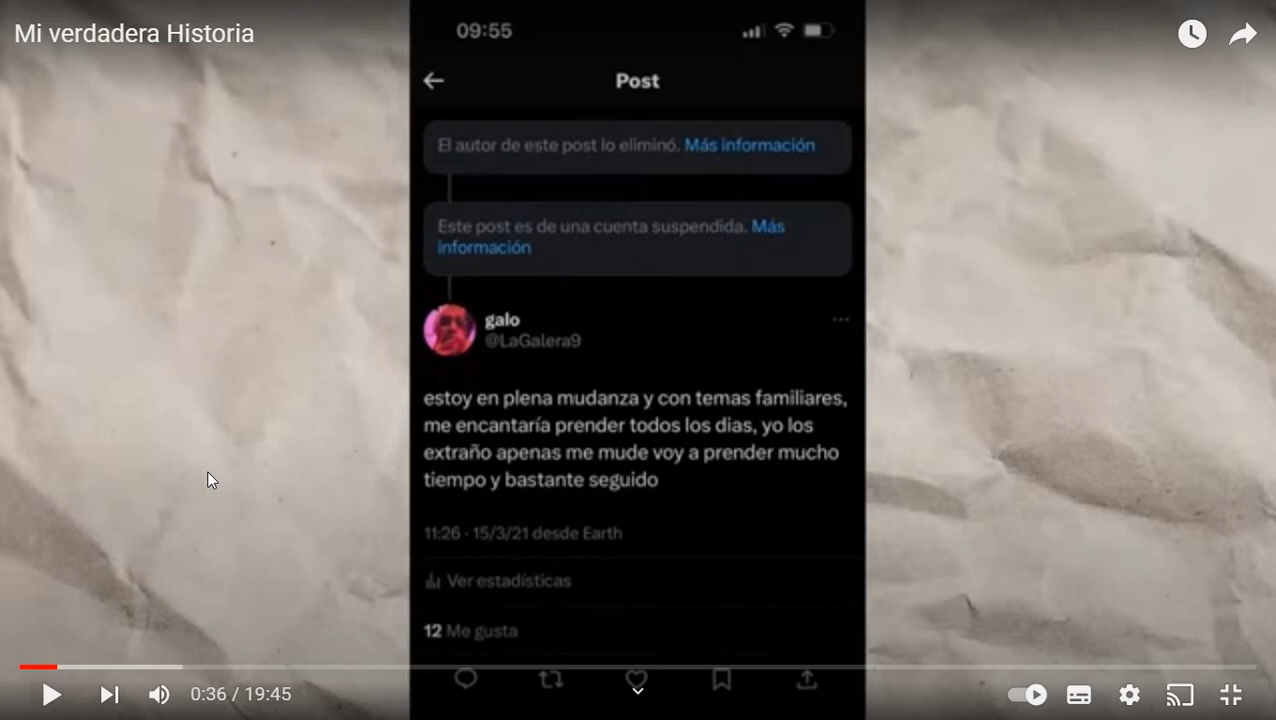 Mi verdadera Historia
09:55
Post
El autor de este post lo eliminó. Más información
Este post es de una cuenta suspendida. Más
información
galo
@LaGalera9
estoy en plena mudanza y con temas familiares,
me encantaría prender todos los dias, yo los
extraño apenas me mude voy a prender mucho
tiempo y bastante seguido
11:26 · 15/3/21 desde Earth
Ver estadísticas
12 Me gusta
0:36 / 19:45